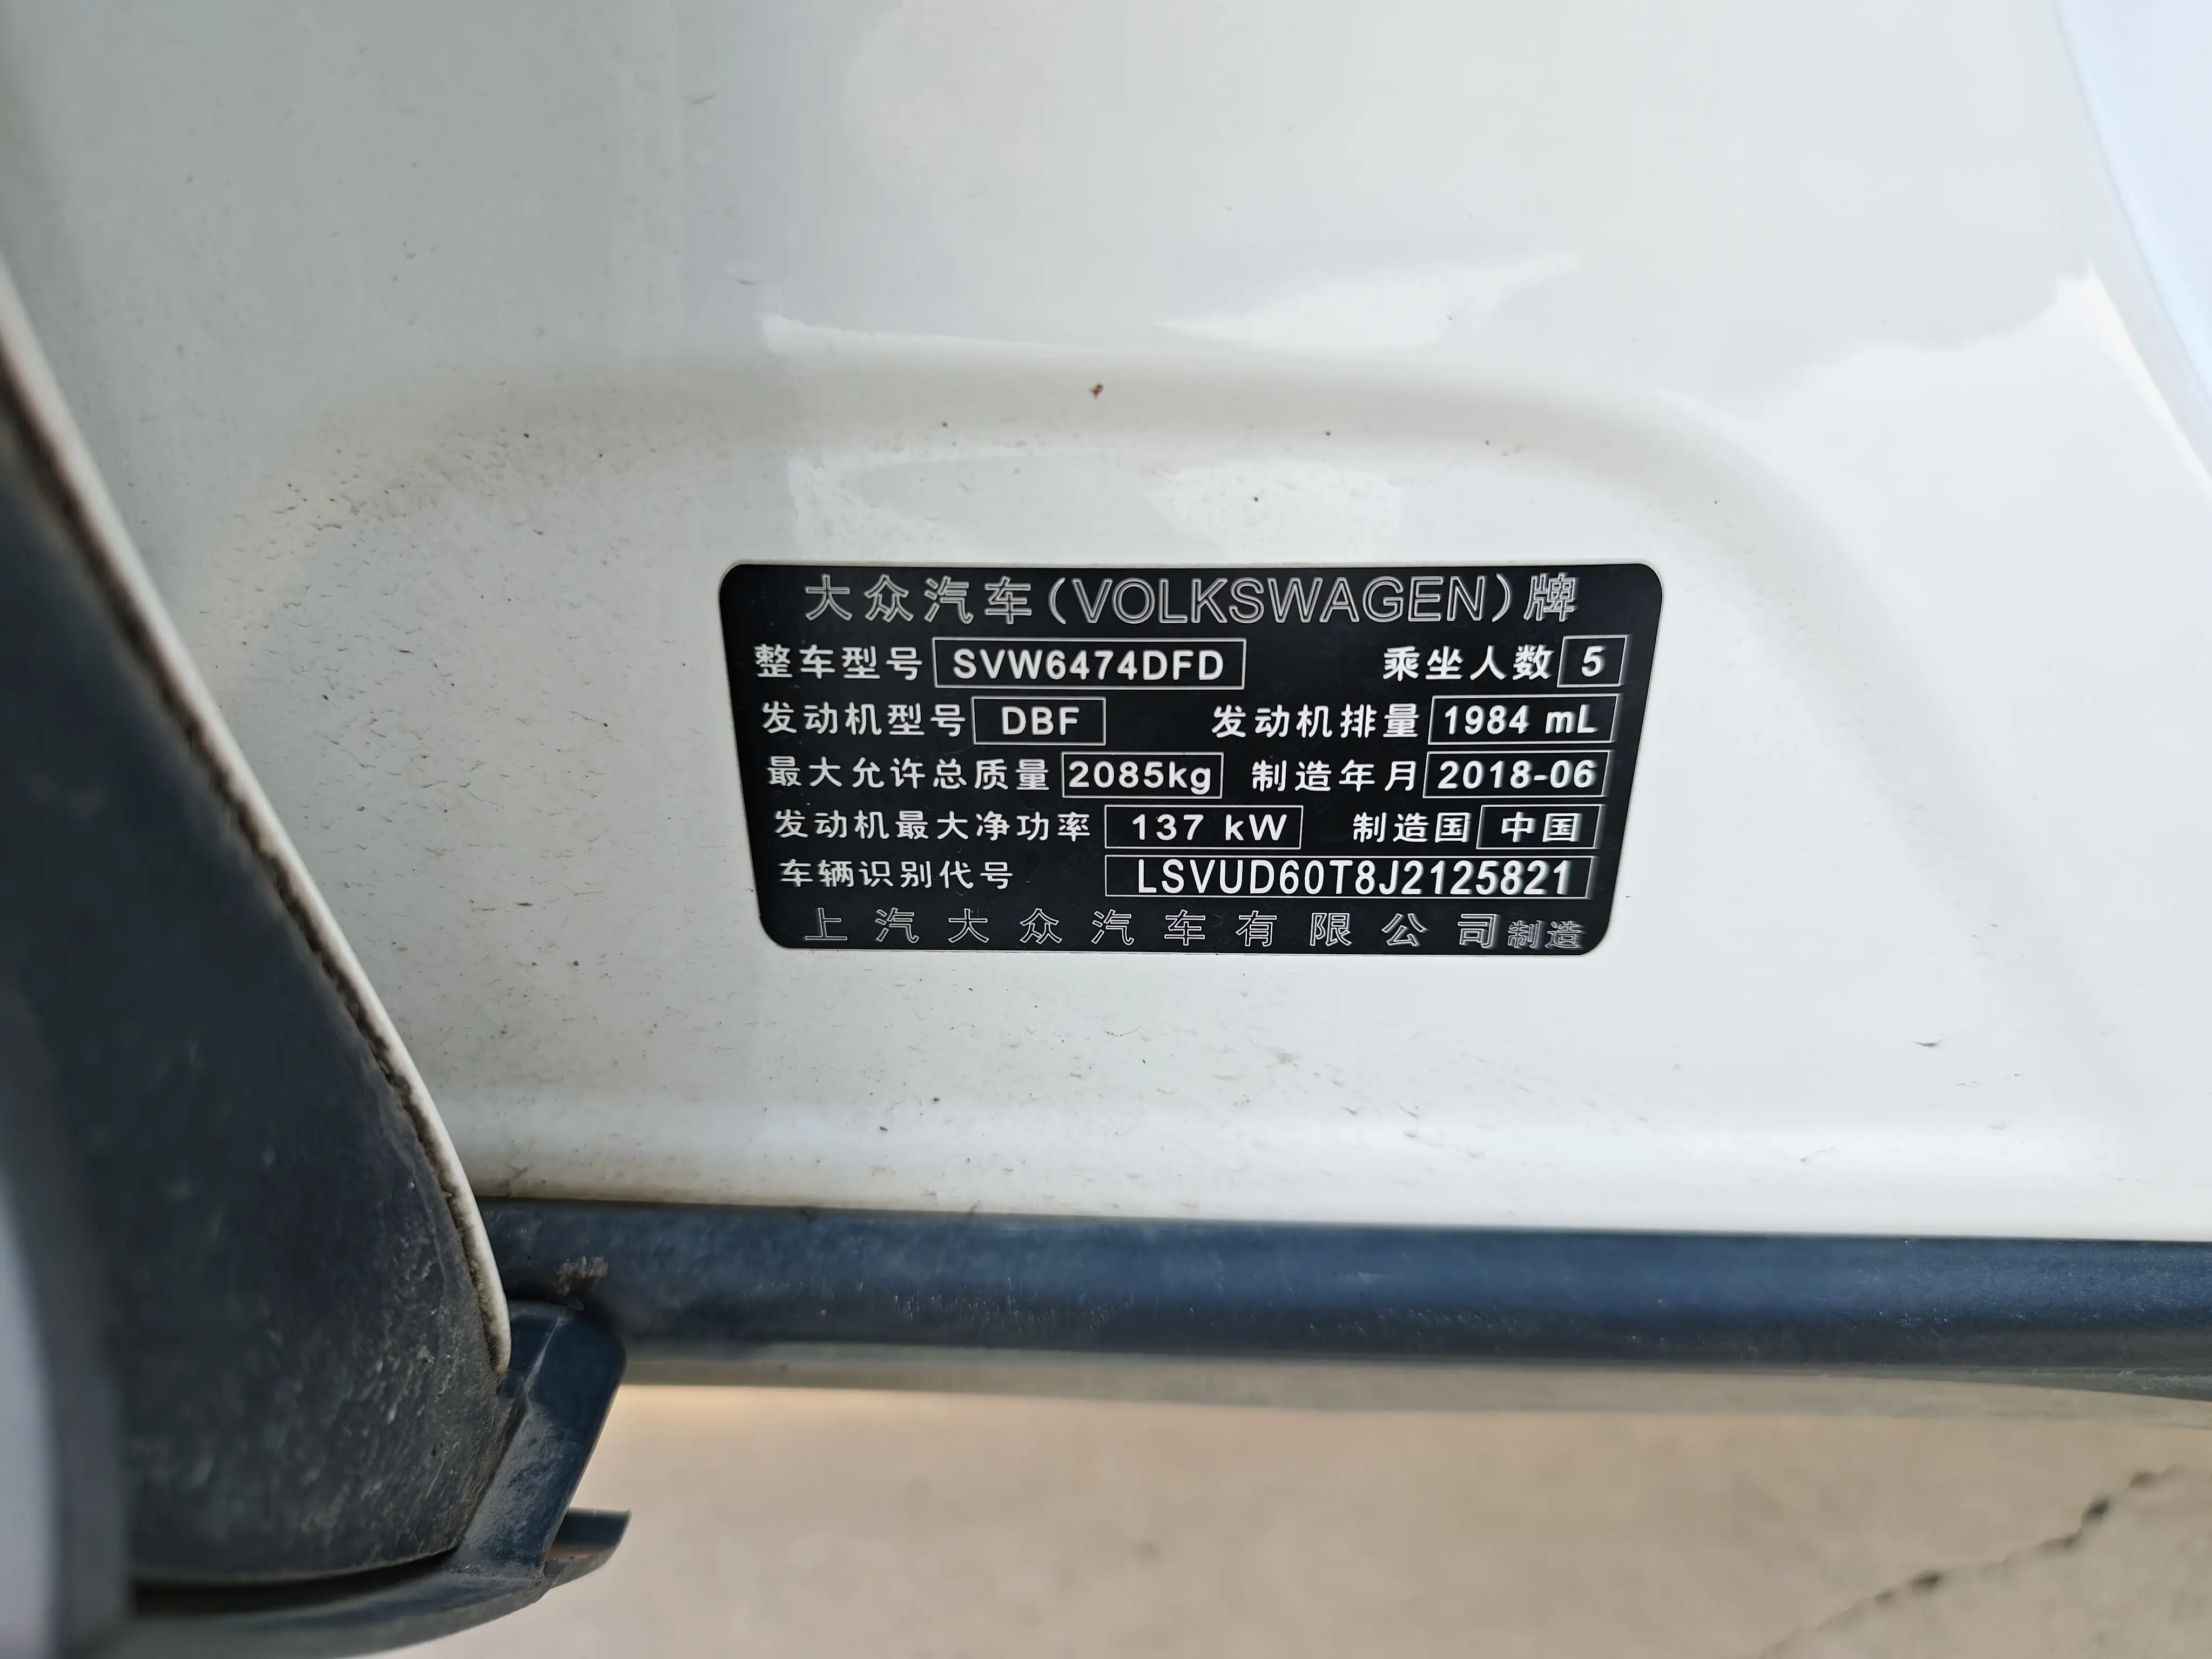 大众汽车(VOLKSWAGEN)牌
整车型号 SVW6474DFD 乘坐人数 5
发动机型号 DBF 发动机排量 1984 mL
最大允许总质量 2085kg 制造年月 2018-06
发动机最大净功率 137 kW 制造国 中国
车辆识别代号 LSVUD60T8J2125821
上汽大众汽车有限公司制造